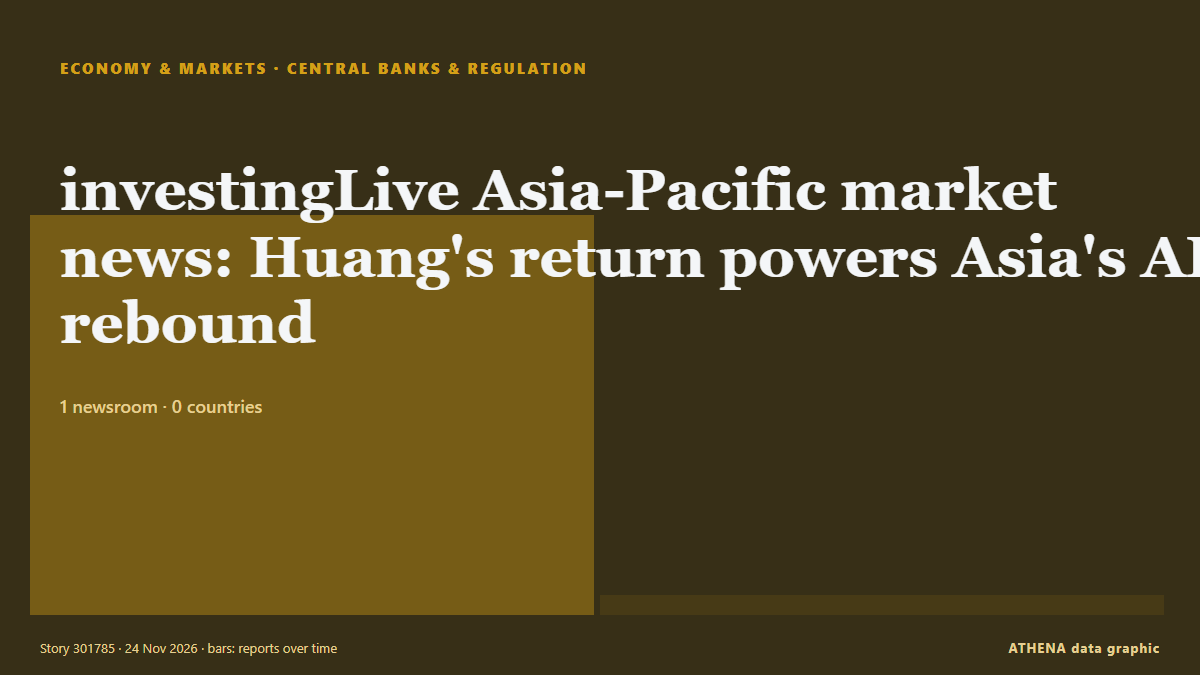 ECONOMY & MARKETS · CENTRAL BANKS & REGULATION
investingLive Asia-Pacific market
news: Huang's return powers Asia's AI
rebound
1 newsroom · 0 countries
Story 301785 · 24 Nov 2026 · bars: reports over time
ATHENA data graphic